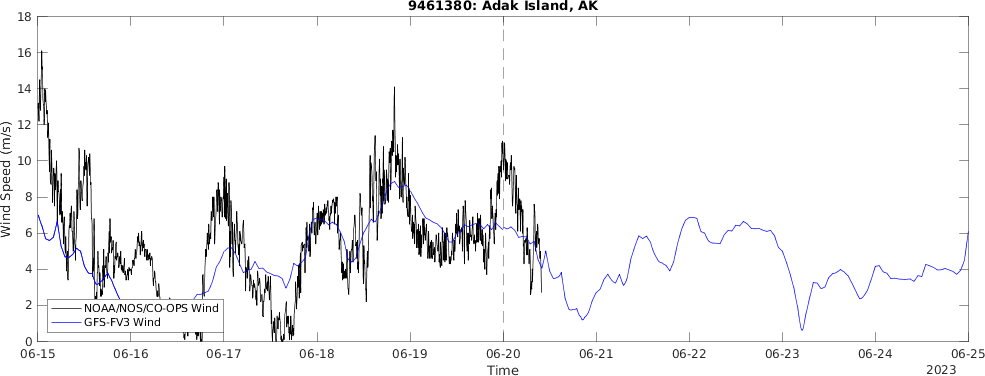 9461380: Adak Island, AK
18
16
14
12
10
8
6
4
2
0
Wind Speed (m/s)
NOAA/NOS/CO-OPS Wind
GFS-FV3 Wind
06-15 06-16 06-17 06-18 06-19 06-20 06-21 06-22 06-23 06-24 06-25
Time
2023